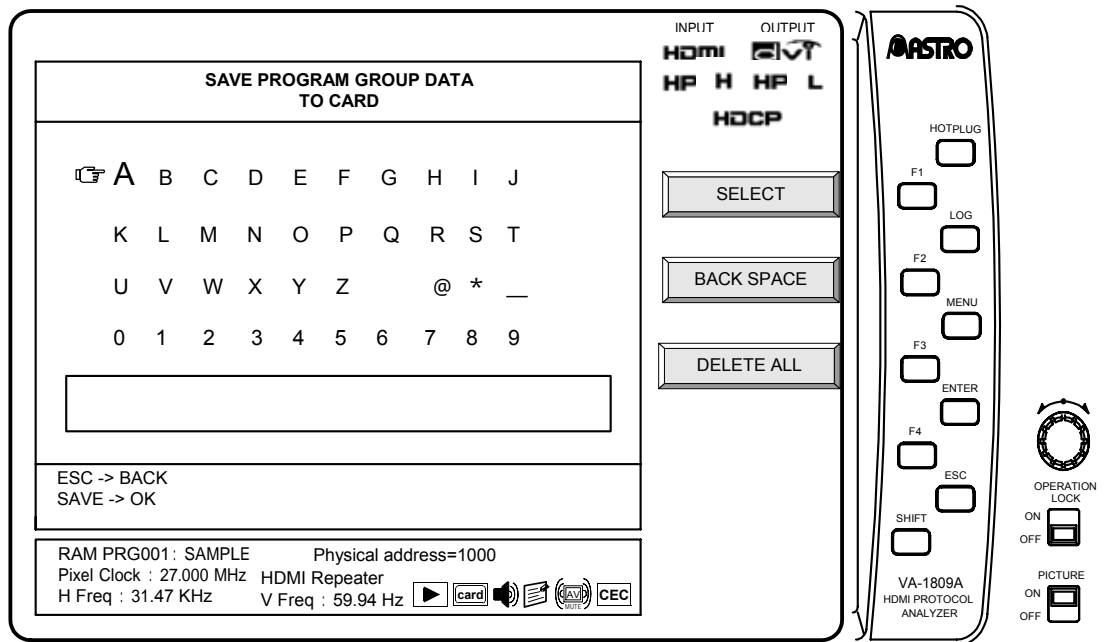 SAVE PROGRAM GROUP DATA
TO CARD
A B C D E F G H I J
K L M N O P Q R S T
U V W X Y Z @ * _
0 1 2 3 4 5 6 7 8 9
ESC -> BACK
SAVE -> OK
RAM PRG001 : SAMPLE Physical address=1000
Pixel Clock : 27.000 MHz HDMI Repeater
H Freq : 31.47 KHz V Freq : 59.94 Hz card AV MUTE CEC
INPUT OUTPUT
HDMI
HP H HP L
HDCP
SELECT
BACK SPACE
DELETE ALL
ASTRO
HOTPLUG
F1
LOG
F2
MENU
F3
ENTER
F4
ESC
SHIFT
VA-1809A
HDMI PROTOCOL
ANALYZER
OPERATION
LOCK
ON
OFF
PICTURE
ON
OFF